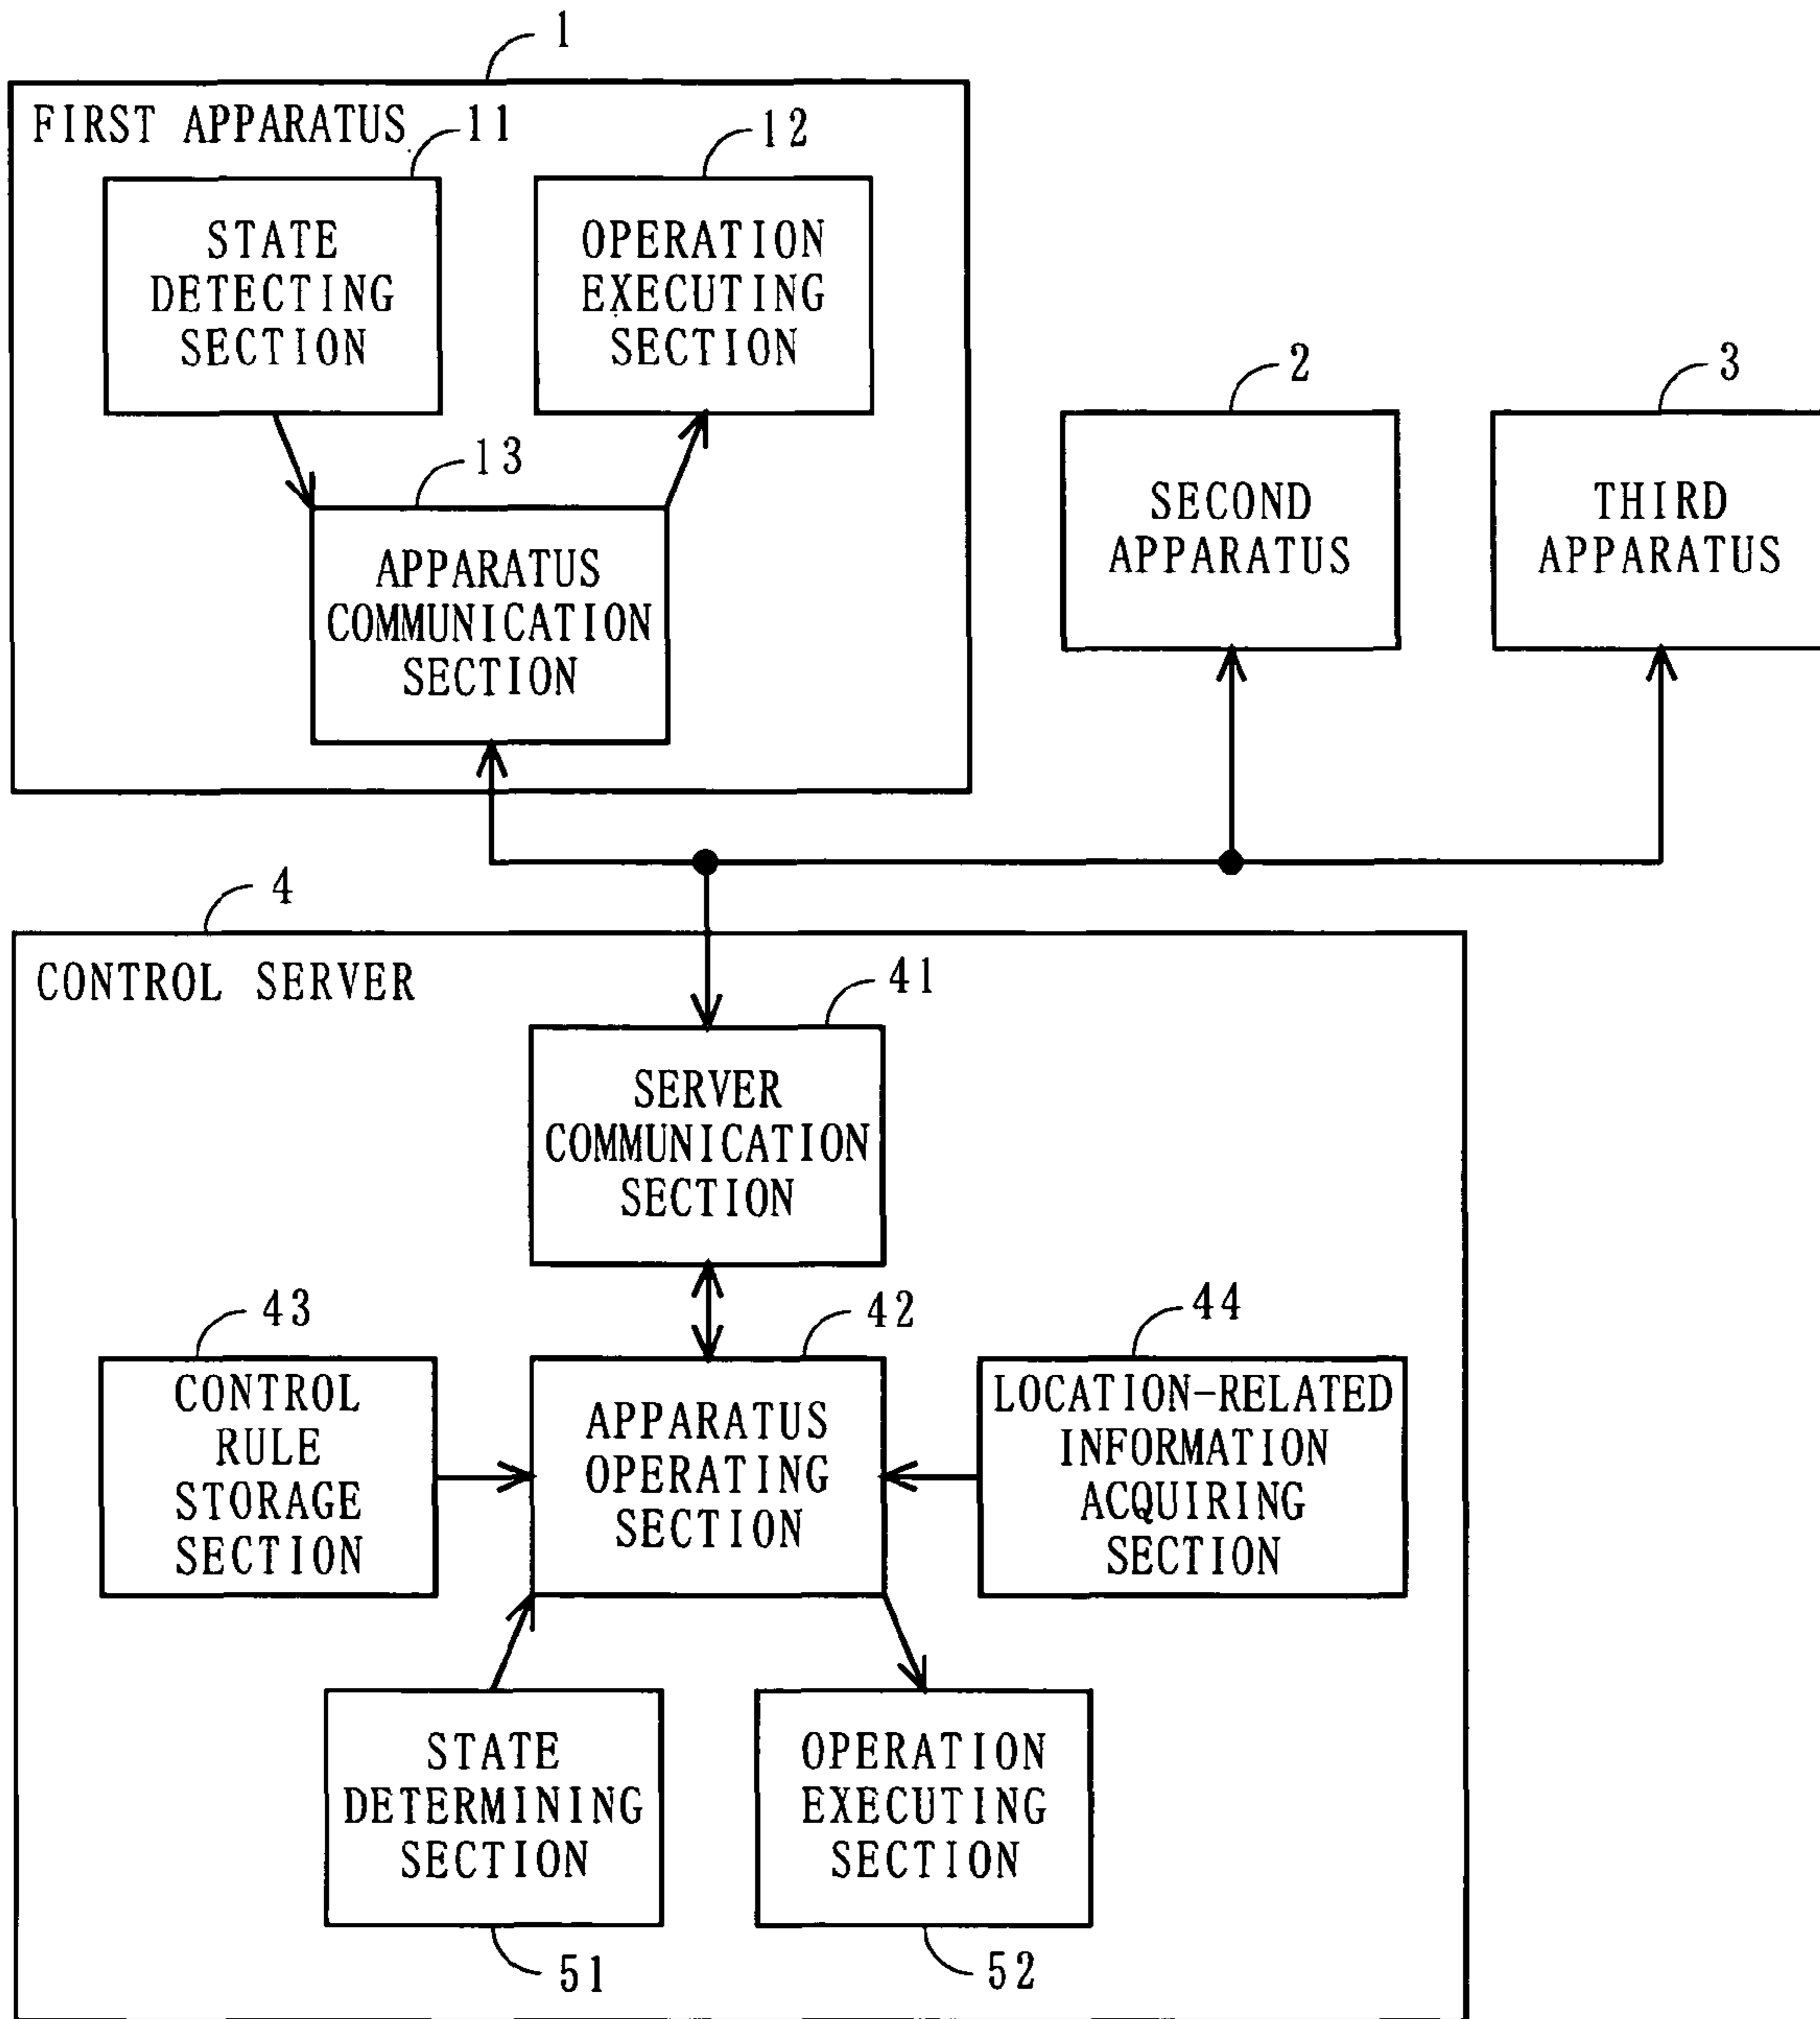 1
FIRST APPARATUS
11
12
STATE
DETECTING
SECTION
OPERATION
EXECUTING
SECTION
13
APPARATUS
COMMUNICATION
SECTION
2
SECOND
APPARATUS
3
THIRD
APPARATUS
4
CONTROL SERVER
41
SERVER
COMMUNICATION
SECTION
43
CONTROL
RULE
STORAGE
SECTION
42
APPARATUS
OPERATING
SECTION
44
LOCATION-RELATED
INFORMATION
ACQUIRING
SECTION
STATE
DETERMINING
SECTION
51
OPERATION
EXECUTING
SECTION
52